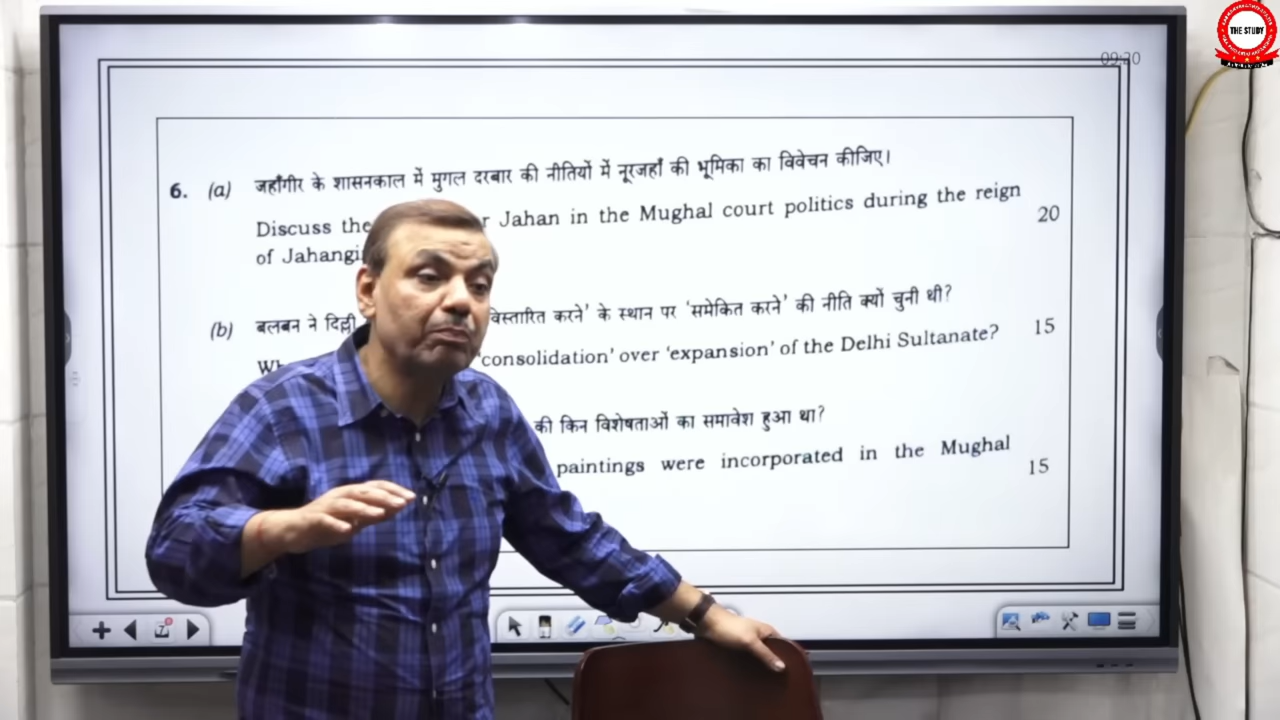 THE STUDY
09:20
6. (a) जहाँगीर के शासनकाल में मुगल दरबार की नीतियों में नूरजहाँ की भूमिका का विवेचन कीजिए।
Discuss the r Jahan in the Mughal court politics during the reign
of Jahangi 20
(b) बलबन ने दिल्ली विस्तारित करने' के स्थान पर 'समेकित करने' की नीति क्यों चुनी थी?
Wh 'consolidation' over 'expansion' of the Delhi Sultanate? 15
की किन विशेषताओं का समावेश हुआ था?
paintings were incorporated in the Mughal
15